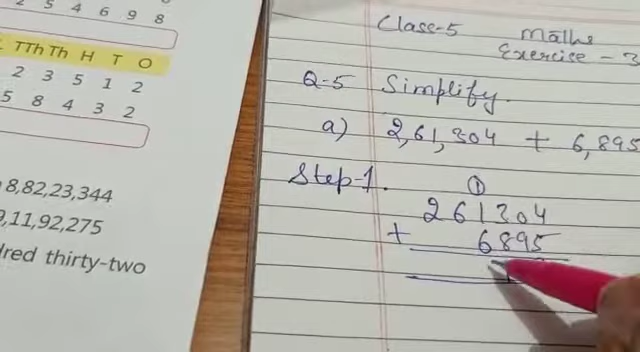 5 4 6 9 8
TTh Th H T O
2 3 5 1 2
5 8 4 3 2
8,82,23,344
,11,92,275
dred thirty-two
Class-5 Maths
Exercise - 3
Q-5 Simplify.
a) 2,61,304 + 6,895
Step-1. 1
261304
+ 6895